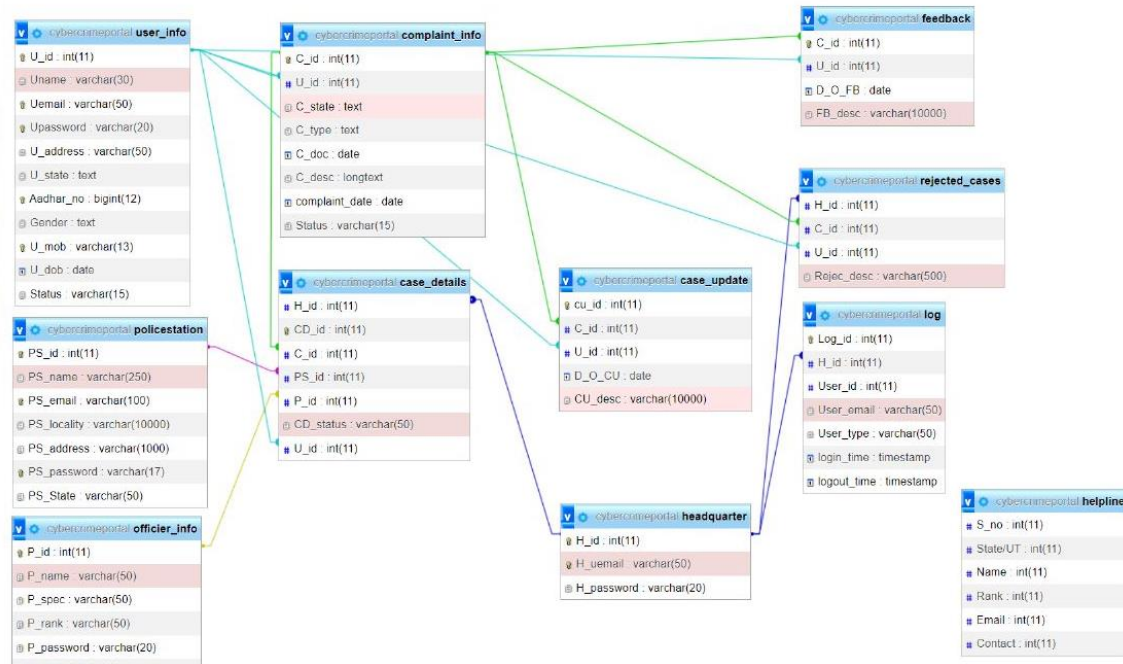 cybercrimeportal user_info
U_id : int(11)
Uname : varchar(30)
Uemail : varchar(50)
Upassword : varchar(20)
U_address : varchar(50)
U_state : text
Aadhar_no : bigint(12)
Gender : text
U_mob : varchar(13)
U_dob : date
Status : varchar(15)
cybercrimeportal policestation
PS_id : int(11)
PS_name : varchar(250)
PS_email : varchar(100)
PS_locality : varchar(10000)
PS_address : varchar(1000)
PS_password : varchar(17)
PS_State : varchar(50)
cybercrimeportal officier_info
P_id : int(11)
P_name : varchar(50)
P_spec : varchar(50)
P_rank : varchar(50)
P_password : varchar(20)
cybercrimeportal complaint_info
C_id : int(11)
U_id : int(11)
C_state : text
C_type : text
C_doc : date
C_desc : longtext
complaint_date : date
Status : varchar(15)
cybercrimeportal case_details
H_id : int(11)
CD_id : int(11)
C_id : int(11)
PS_id : int(11)
P_id : int(11)
CD_status : varchar(50)
U_id : int(11)
cybercrimeportal case_update
cu_id : int(11)
C_id : int(11)
U_id : int(11)
D_O_CU : date
CU_desc : varchar(10000)
cybercrimeportal headquarter
H_id : int(11)
H_uemail : varchar(50)
H_password : varchar(20)
cybercrimeportal feedback
C_id : int(11)
U_id : int(11)
D_O_FB : date
FB_desc : varchar(10000)
cybercrimeportal rejected_cases
H_id : int(11)
C_id : int(11)
U_id : int(11)
Rejec_desc : varchar(500)
cybercrimeportal log
Log_id : int(11)
H_id : int(11)
User_id : int(11)
User_email : varchar(50)
User_type : varchar(50)
login_time : timestamp
logout_time : timestamp
cybercrimeportal helpline
S_no : int(11)
State/UT : int(11)
Name : int(11)
Rank : int(11)
Email : int(11)
Contact : int(11)